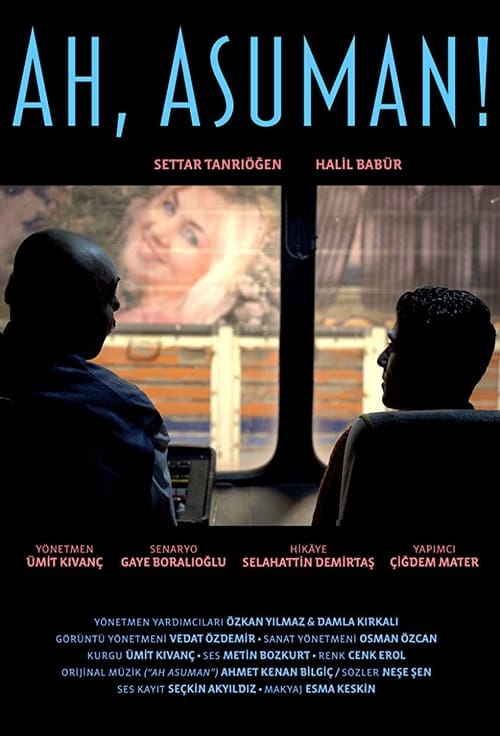 AH, ASUMAN!
SETTAR TANRIÖĞEN HALİL BABÜR
YÖNETMEN SENARYO HİKÂYE YAPIMCI
ÜMİT KIVANÇ GAYE BORALIOĞLU SELAHATTİN DEMİRTAŞ ÇİĞDEM MATER
YÖNETMEN YARDIMCILARI ÖZKAN YILMAZ & DAMLA KIRKALI
GÖRÜNTÜ YÖNETMENİ VEDAT ÖZDEMİR • SANAT YÖNETMENİ OSMAN ÖZCAN
KURGU ÜMİT KIVANÇ • SES METİN BOZKURT • RENK CENK EROL
ORİJİNAL MÜZİK ("AH ASUMAN") AHMET KENAN BİLGİÇ / SÖZLER NEŞE ŞEN
SES KAYIT SEÇKİN AKYILDIZ • MAKYAJ ESMA KESKİN